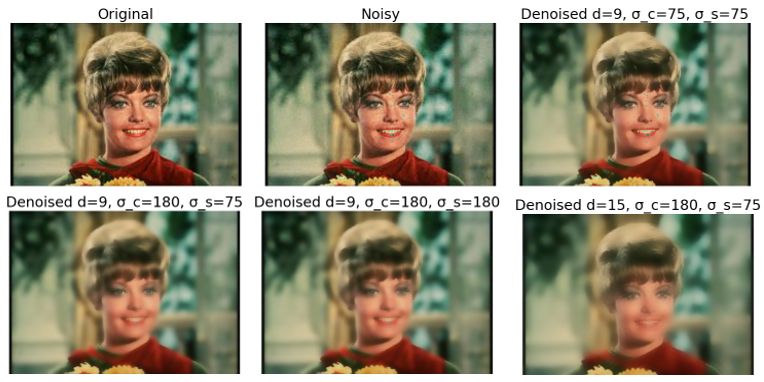 Original
Noisy
Denoised d=9, σ_c=75, σ_s=75
Denoised d=9, σ_c=180, σ_s=75
Denoised d=9, σ_c=180, σ_s=180
Denoised d=15, σ_c=180, σ_s=75